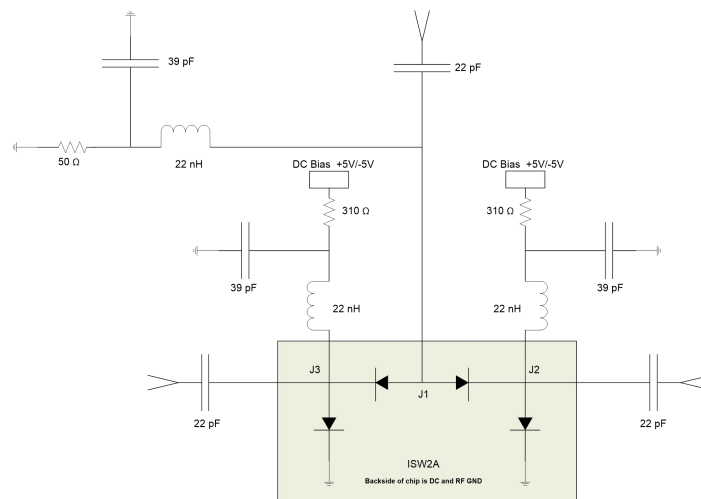 39 pF
22 pF
50 Ω
22 nH
DC Bias +5V/-5V
DC Bias +5V/-5V
310 Ω
310 Ω
39 pF
39 pF
22 nH
22 nH
J3
J2
J1
22 pF
22 pF
ISW2A
Backside of chip is DC and RF GND